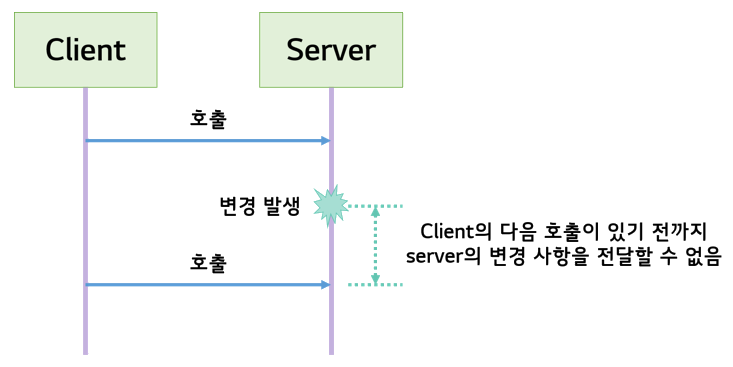 Client
Server
호출
변경 발생
Client의 다음 호출이 있기 전까지
server의 변경 사항을 전달할 수 없음
호출